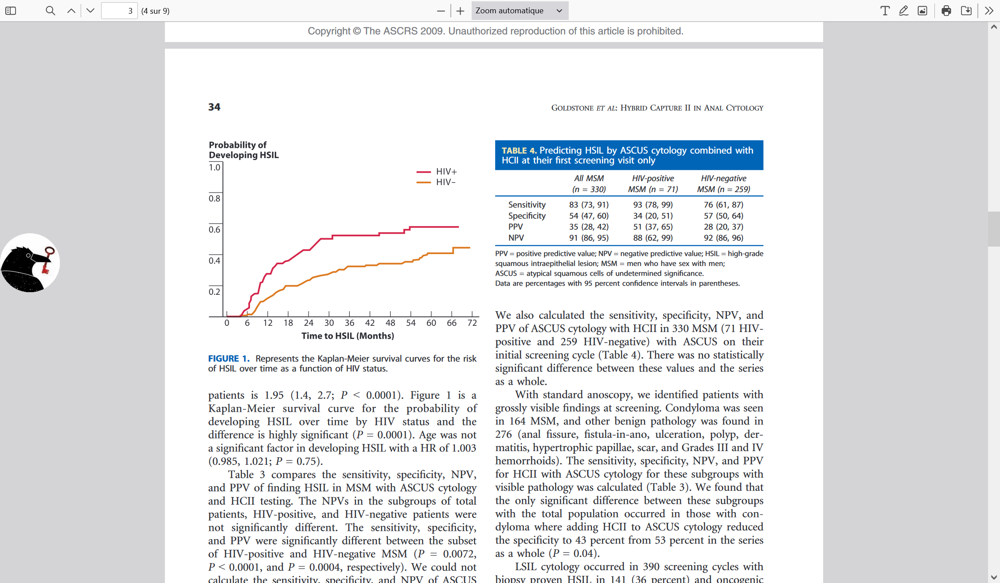 3
(4 sur 9)
Zoom automatique
Copyright © The ASCRS 2009. Unauthorized reproduction of this article is prohibited.
34
GOLDSTONE ET AL: HYBRID CAPTURE II IN ANAL CYTOLOGY
Probability of
Developing HSIL
1.0
0.8
0.6
0.4
0.2
HIV+
HIV–
0 6 12 18 24 30 36 42 48 54 60 66 72
Time to HSIL (Months)
FIGURE 1. Represents the Kaplan-Meier survival curves for the risk
of HSIL over time as a function of HIV status.
patients is 1.95 (1.4, 2.7; P < 0.0001). Figure 1 is a
Kaplan-Meier survival curve for the probability of
developing HSIL over time by HIV status and the
difference is highly significant (P = 0.0001). Age was not
a significant factor in developing HSIL with a HR of 1.003
(0.985, 1.021; P = 0.75).
Table 3 compares the sensitivity, specificity, NPV,
and PPV of finding HSIL in MSM with ASCUS cytology
and HCII testing. The NPVs in the subgroups of total
patients, HIV-positive, and HIV-negative patients were
not significantly different. The sensitivity, specificity,
and PPV were significantly different between the subset
of HIV-positive and HIV-negative MSM (P = 0.0072,
P < 0.0001, and P = 0.0004, respectively). We could not
calculate the sensitivity, specificity, and NPV of ASCUS
TABLE 4. Predicting HSIL by ASCUS cytology combined with
HCII at their first screening visit only
All MSM HIV-positive HIV-negative
(n = 330) MSM (n = 71) MSM (n = 259)
Sensitivity 83 (73, 91) 93 (78, 99) 76 (61, 87)
Specificity 54 (47, 60) 34 (20, 51) 57 (50, 64)
PPV 35 (28, 42) 51 (37, 65) 28 (20, 37)
NPV 91 (86, 95) 88 (62, 99) 92 (86, 96)
PPV = positive predictive value; NPV = negative predictive value; HSIL = high-grade
squamous intraepithelial lesion; MSM = men who have sex with men;
ASCUS = atypical squamous cells of undetermined significance.
Data are percentages with 95 percent confidence intervals in parentheses.
We also calculated the sensitivity, specificity, NPV, and
PPV of ASCUS cytology with HCII in 330 MSM (71 HIV-
positive and 259 HIV-negative) with ASCUS on their
initial screening cycle (Table 4). There was no statistically
significant difference between these values and the series
as a whole.
With standard anoscopy, we identified patients with
grossly visible findings at screening. Condyloma was seen
in 164 MSM, and other benign pathology was found in
276 (anal fissure, fistula-in-ano, ulceration, polyp, der-
matitis, hypertrophic papillae, scar, and Grades III and IV
hemorrhoids). The sensitivity, specificity, NPV, and PPV
for HCII with ASCUS cytology for these subgroups with
visible pathology was calculated (Table 3). We found that
the only significant difference between these subgroups
with the total population occurred in those with con-
dyloma where adding HCII to ASCUS cytology reduced
the specificity to 43 percent from 53 percent in the series
as a whole (P = 0.04).
LSIL cytology occurred in 390 screening cycles with
biopsy proven HSIL in 141 (36 percent) and oncogenic